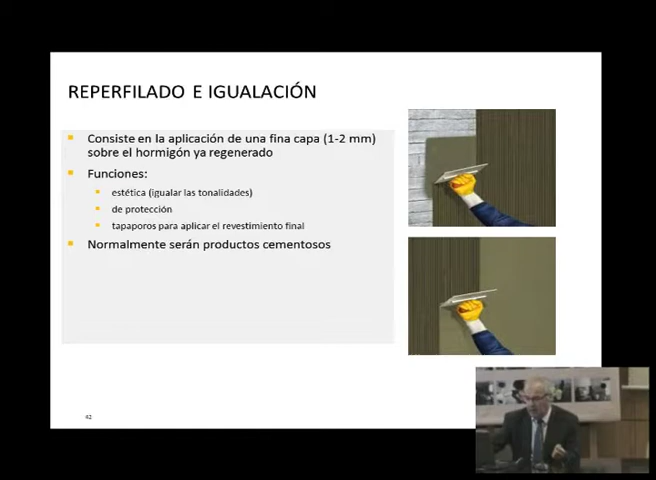 REPERFILADO E IGUALACIÓN
Consiste en la aplicación de una fina capa (1-2 mm)
sobre el hormigón ya regenerado
Funciones:
estética (igualar las tonalidades)
de protección
tapaporos para aplicar el revestimiento final
Normalmente serán productos cementosos
42